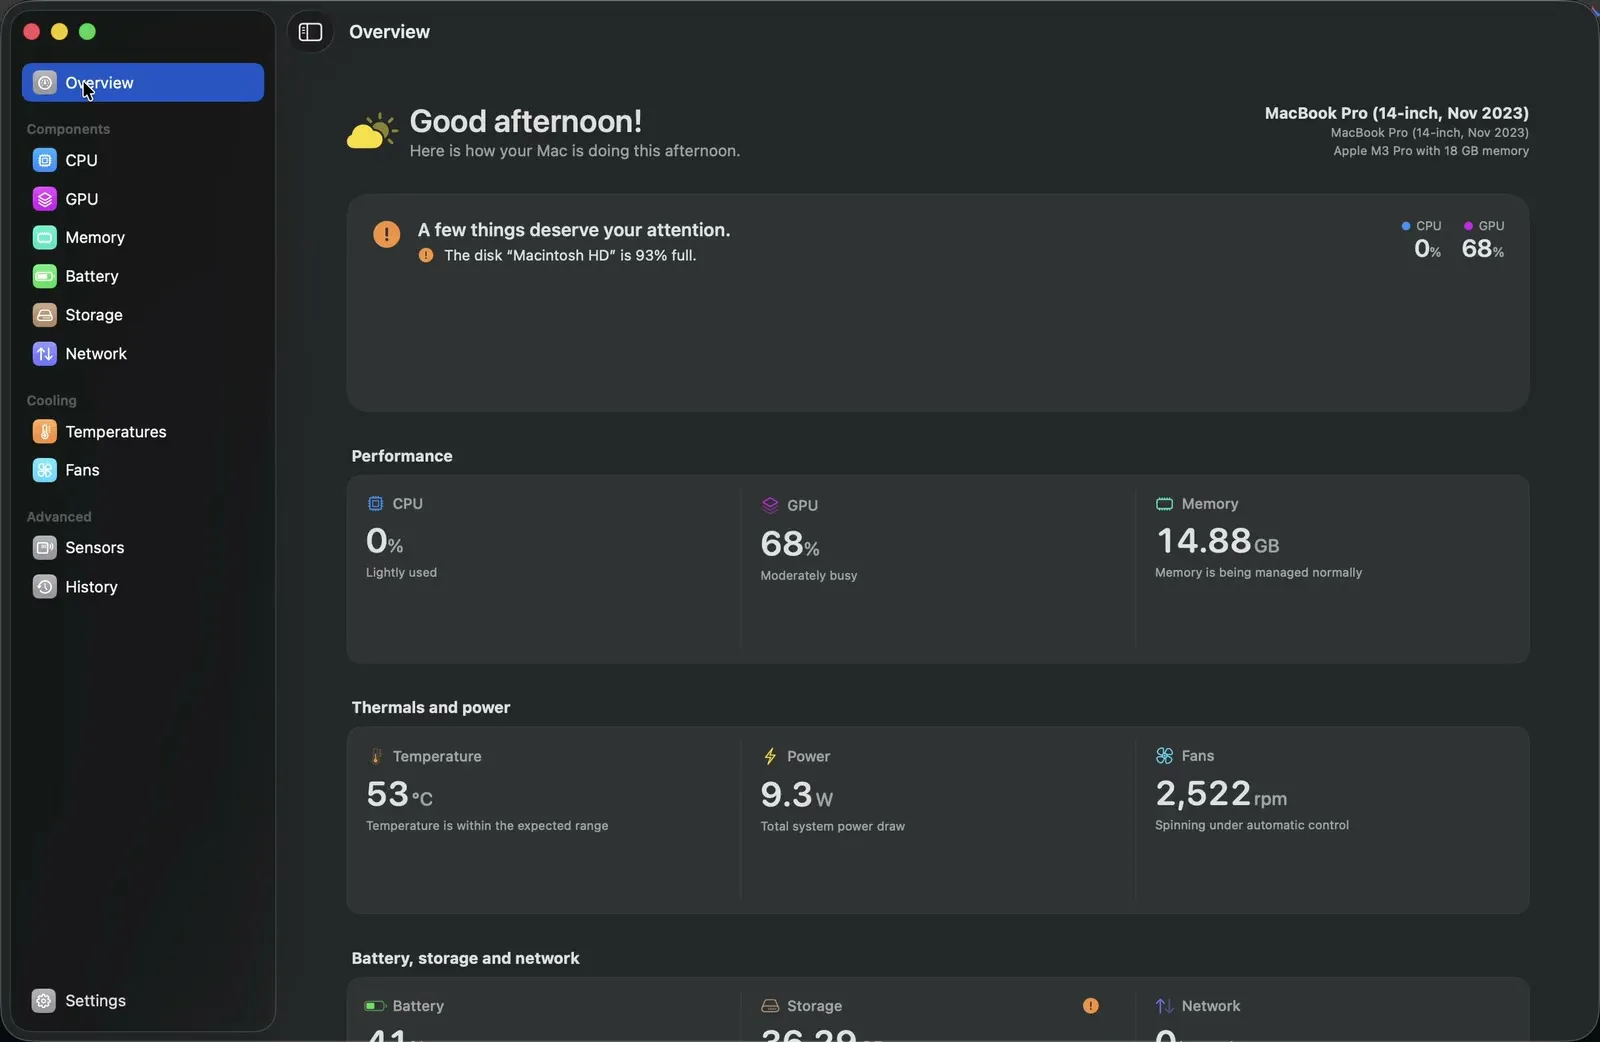 Overview
Overview
Components
CPU
GPU
Memory
Battery
Storage
Network
Cooling
Temperatures
Fans
Advanced
Sensors
History
Settings
Good afternoon!
Here is how your Mac is doing this afternoon.
MacBook Pro (14-inch, Nov 2023)
MacBook Pro (14-inch, Nov 2023)
Apple M3 Pro with 18 GB memory
A few things deserve your attention.
The disk “Macintosh HD” is 93% full.
CPU
0%
GPU
68%
Performance
CPU
0%
Lightly used
GPU
68%
Moderately busy
Memory
14.88 GB
Memory is being managed normally
Thermals and power
Temperature
53 °C
Temperature is within the expected range
Power
9.3 W
Total system power draw
Fans
2,522 rpm
Spinning under automatic control
Battery, storage and network
Battery
41
Storage
36.29
Network
0